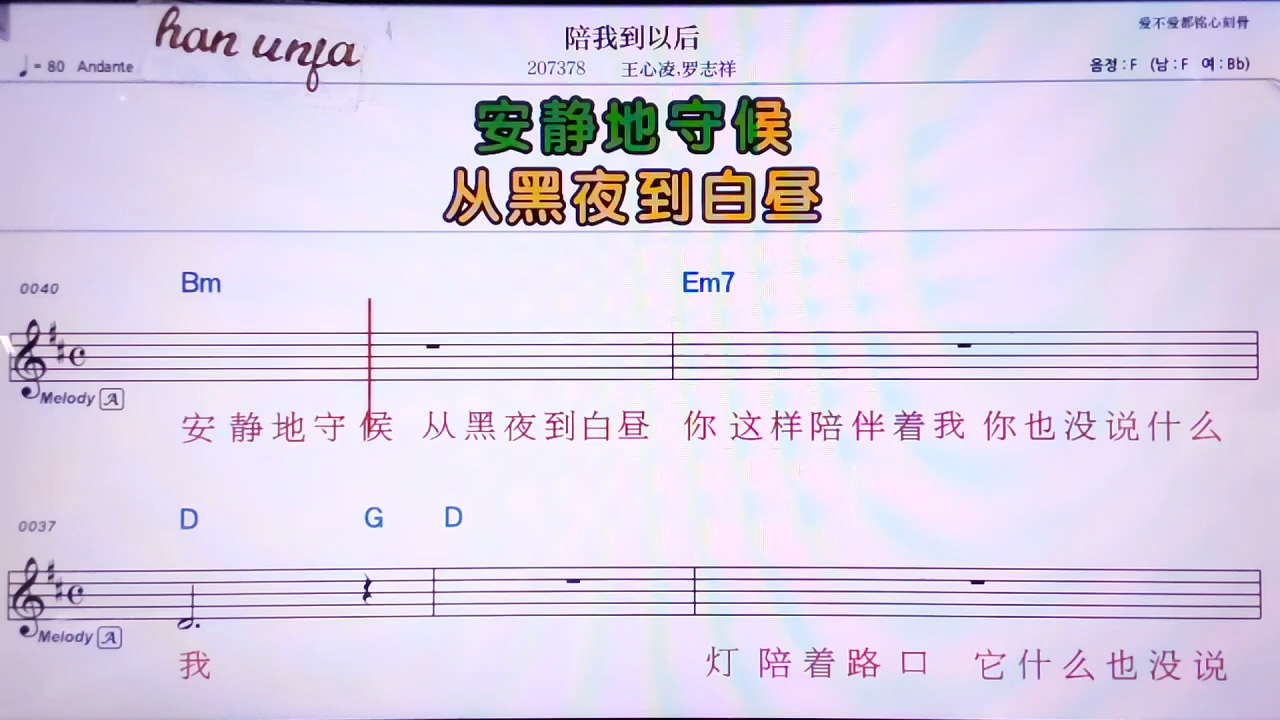 han unfa
陪我到以后
爱不爱都铭心刻骨
♩= 80 Andante
207378 王心凌,罗志祥
음정 : F (남 : F 여 : Bb)
安静地守候
从黑夜到白昼
Bm Em7
0040
Melody A
安静地守候 从黑夜到白昼 你这样陪伴着我 你也没说什么
D G D
0037
Melody A
我 灯陪着路口 它什么也没说